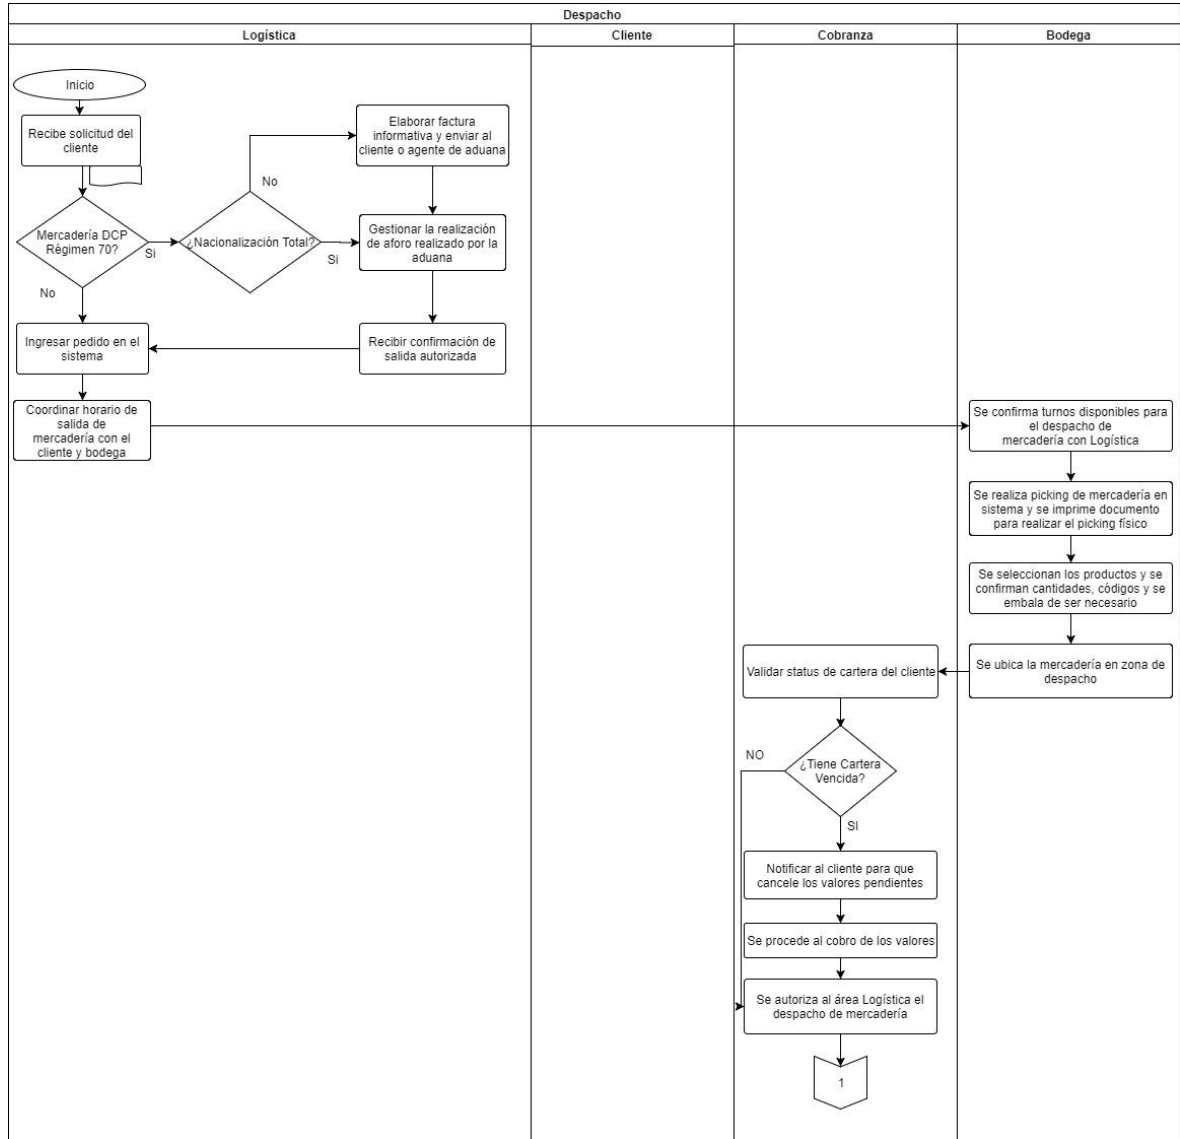 Despacho
Logística
Cliente
Cobranza
Bodega
Inicio
Recibe solicitud del
cliente
Mercadería DCP
Régimen 70?
Si
No
¿Nacionalización Total?
No
Si
Elaborar factura
informativa y enviar al
cliente o agente de aduana
Gestionar la realización
de aforo realizado por la
aduana
Recibir confirmación de
salida autorizada
Ingresar pedido en el
sistema
Coordinar horario de
salida de
mercadería con el
cliente y bodega
Se confirma turnos disponibles para
el despacho de
mercadería con Logística
Se realiza picking de mercadería en
sistema y se imprime documento
para realizar el picking físico
Se seleccionan los productos y se
confirman cantidades, códigos y se
embala de ser necesario
Se ubica la mercadería en zona de
despacho
Validar status de cartera del cliente
¿Tiene Cartera
Vencida?
NO
SI
Notificar al cliente para que
cancele los valores pendientes
Se procede al cobro de los valores
Se autoriza al área Logística el
despacho de mercadería
1